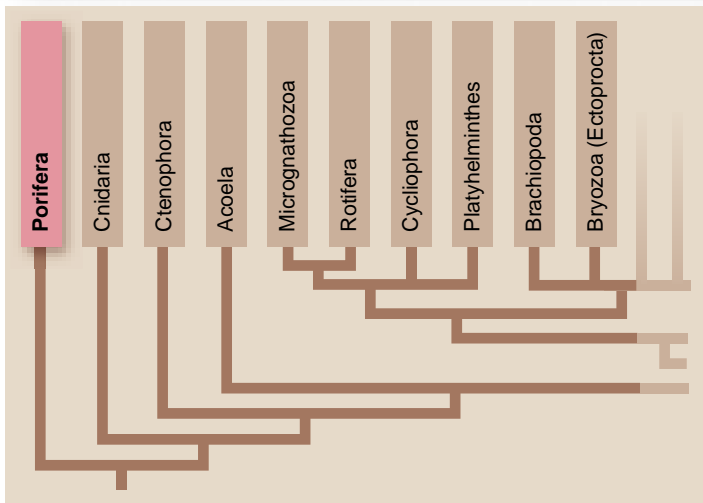 Porifera
Cnidaria
Ctenophora
Acoela
Micrognathozoa
Rotifera
Cycliophora
Platyhelminthes
Brachiopoda
Bryozoa (Ectoprocta)